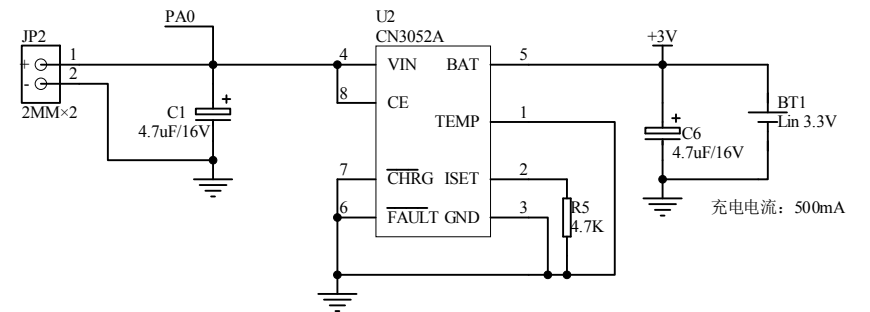 PA0
JP2
+
-
1
2
2MM×2
C1
+
4.7uF/16V
U2
CN3052A
4
VIN
BAT
5
8
CE
TEMP
1
7
CHRG
ISET
2
6
FAULT
GND
3
R5
4.7K
+3V
+
C6
4.7uF/16V
BT1
Lin 3.3V
充电电流：500mA